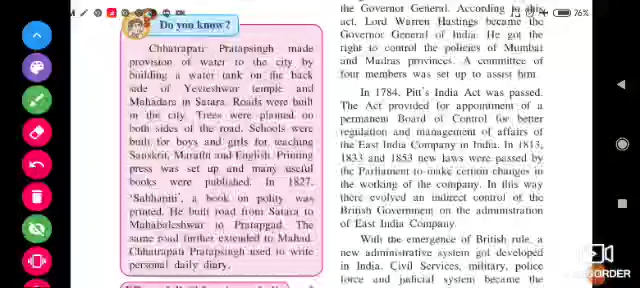 Do you know?
Chhatrapati Pratapsingh made
provision of water to the city by
building a water tank on the back
side of Yevteshwar temple and
Mahadara in Satara. Roads were built
in the city. Trees were planted on
both sides of the road. Schools were
built for boys and girls for teaching
Sanskrit, Marathi and English. Printing
press was set up and many useful
books were published. In 1827,
'Sabhaniti', a book on polity was
printed. He built road from Satara to
Mahabaleshwar to Pratapgad. The
same road further extended to Mahad.
Chhatrapati Pratapsingh used to write
personal daily diary.
the Governor General. According to this
act, Lord Warren Hastings became the
Governor General of India. He got the
right to control the policies of Mumbai
and Madras provinces. A committee of
four members was set up to assist him.
In 1784, Pitt's India Act was passed.
The Act provided for appointment of a
permanent Board of Control for better
regulation and management of affairs of
the East India Company in India. In 1813,
1833 and 1853 new laws were passed by
the Parliament to make certain changes in
the working of the company. In this way
there evolved an indirect control of the
British Government on the administration
of East India Company.
With the emergence of British rule, a
new administrative system got developed
in India. Civil Services, military, police
force and judicial system became the
76%
RECORDER